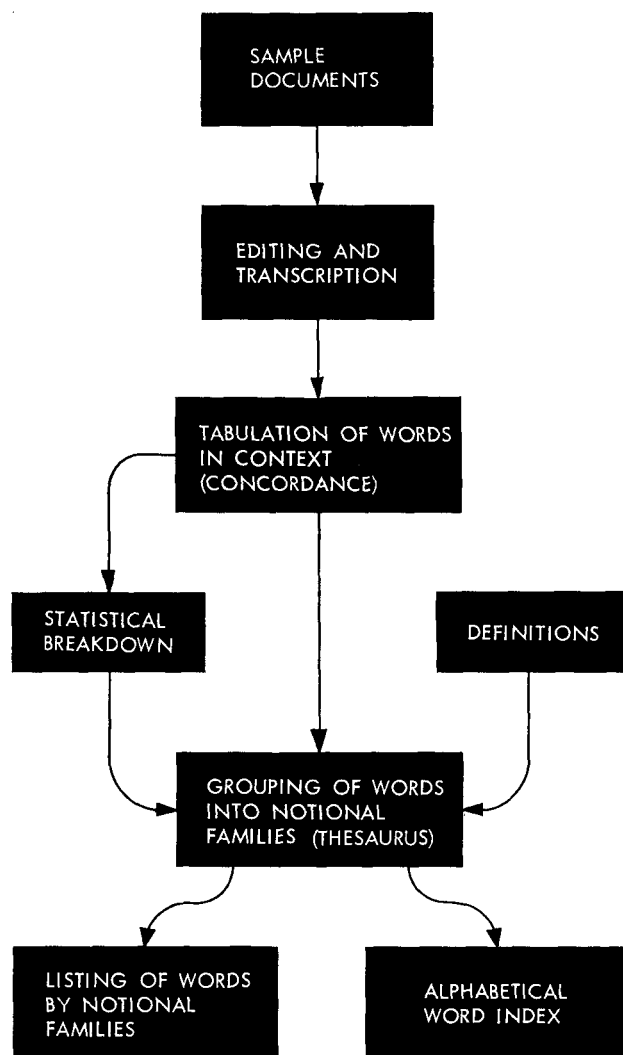 SAMPLE
DOCUMENTS
EDITING AND
TRANSCRIPTION
TABULATION OF WORDS
IN CONTEXT
(CONCORDANCE)
STATISTICAL
BREAKDOWN
DEFINITIONS
GROUPING OF WORDS
INTO NOTIONAL
FAMILIES (THESAURUS)
LISTING OF WORDS
BY NOTIONAL
FAMILIES
ALPHABETICAL
WORD INDEX